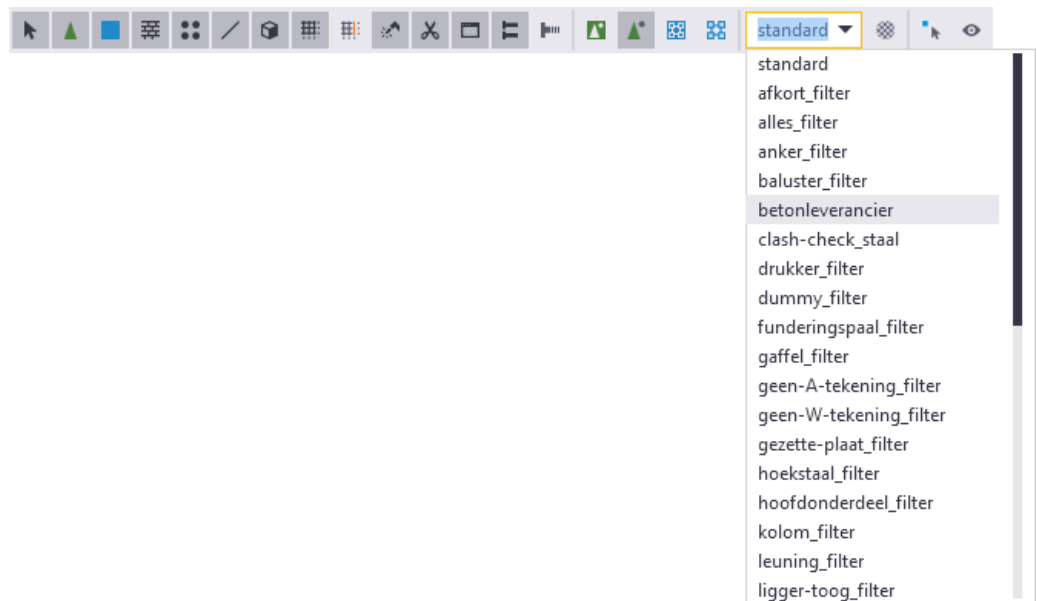 standard
standard
afkort_filter
alles_filter
anker_filter
baluster_filter
betonleverancier
clash-check_staal
drukker_filter
dummy_filter
funderingspaal_filter
gaffel_filter
geen-A-tekening_filter
geen-W-tekening_filter
gezette-plaat_filter
hoekstaal_filter
hoofdonderdeel_filter
kolom_filter
leuning_filter
ligger-toog_filter